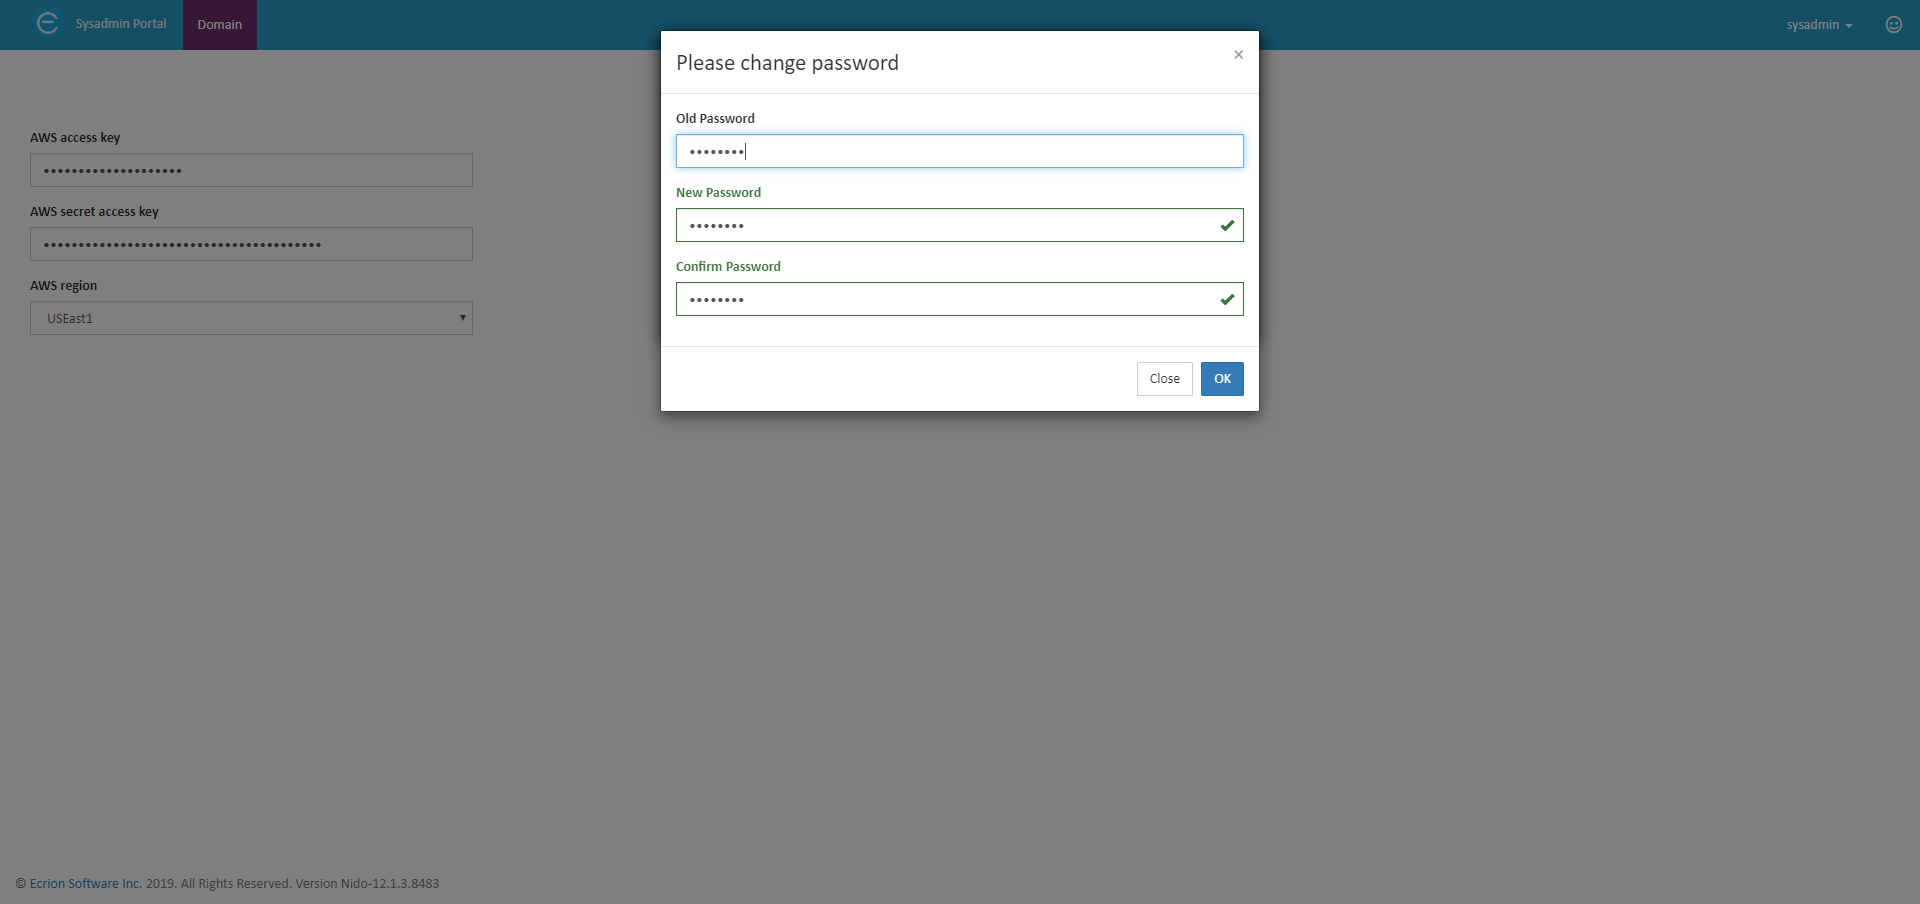 Sysadmin Portal
Domain
sysadmin
Please change password
×
Old Password
••••••••
New Password
••••••••
Confirm Password
••••••••
Close
OK
AWS access key
••••••••••••••••••••
AWS secret access key
••••••••••••••••••••••••••••••••••••••••
AWS region
USEast1
© Ecrion Software Inc. 2019. All Rights Reserved. Version Nido-12.1.3.8483